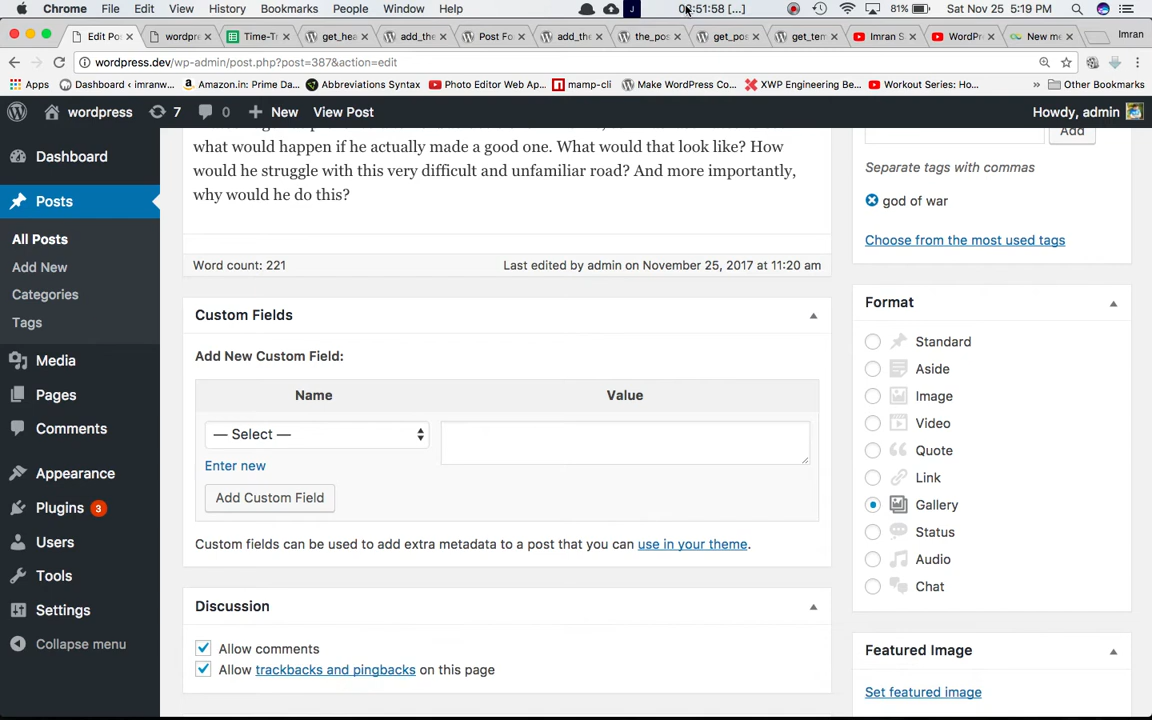 Chrome File Edit View History Bookmarks People Window Help J 02:51:58 [...] 81% Sat Nov 25 5:19 PM
Edit Po wordpre Time-T get_hea add_the Post Fo add_the the_pos get_pos get_tem Imran S WordPr New me Imran
wordpress.dev/wp-admin/post.php?post=387&action=edit
Apps Dashboard ‹ imranw... Amazon.in: Prime Da... Abbreviations Syntax Photo Editor Web Ap... mamp-cli Make WordPress Co... XWP Engineering Be... Workout Series: Ho... » Other Bookmarks
wordpress 7 0 New View Post Howdy, admin
Dashboard
Posts
All Posts
Add New
Categories
Tags
Media
Pages
Comments
Appearance
Plugins 3
Users
Tools
Settings
Collapse menu
what would happen if he actually made a good one. What would that look like? How
would he struggle with this very difficult and unfamiliar road? And more importantly,
why would he do this?
Word count: 221 Last edited by admin on November 25, 2017 at 11:20 am
Custom Fields
Add New Custom Field:
Name Value
— Select —
Enter new
Add Custom Field
Custom fields can be used to add extra metadata to a post that you can use in your theme.
Discussion
Allow comments
Allow trackbacks and pingbacks on this page
Add
Separate tags with commas
god of war
Choose from the most used tags
Format
Standard
Aside
Image
Video
Quote
Link
Gallery
Status
Audio
Chat
Featured Image
Set featured image